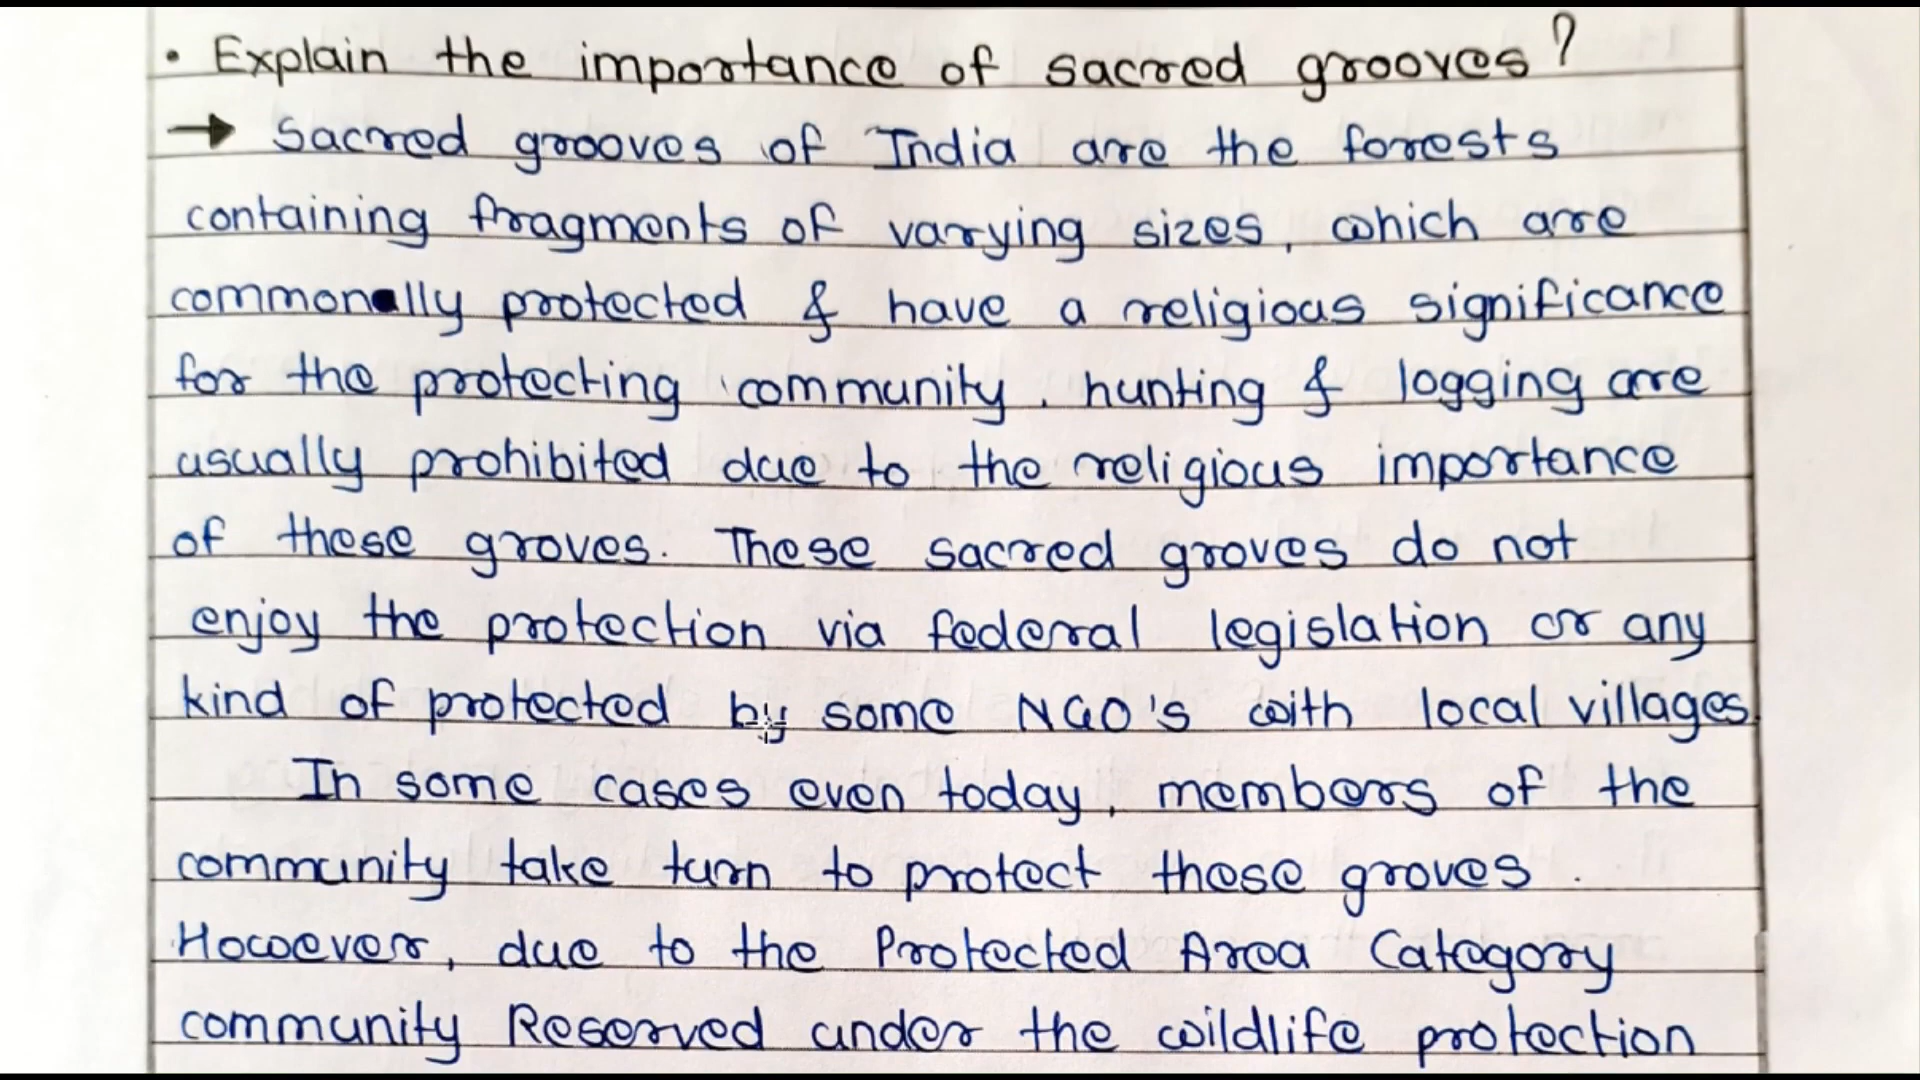 • Explain the importance of sacred grooves?
→ Sacred grooves of India are the forests
containing fragments of varying sizes, which are
commonally protected & have a religious significance
for the protecting community. hunting & logging are
usually prohibited due to the religious importance
of these groves. These sacred groves do not
enjoy the protection via federal legislation or any
kind of protected by some NGO's with local villages
In some cases even today, members of the
community take turn to protect these groves.
However, due to the Protected Area Category
community Reserved under the wildlife protection